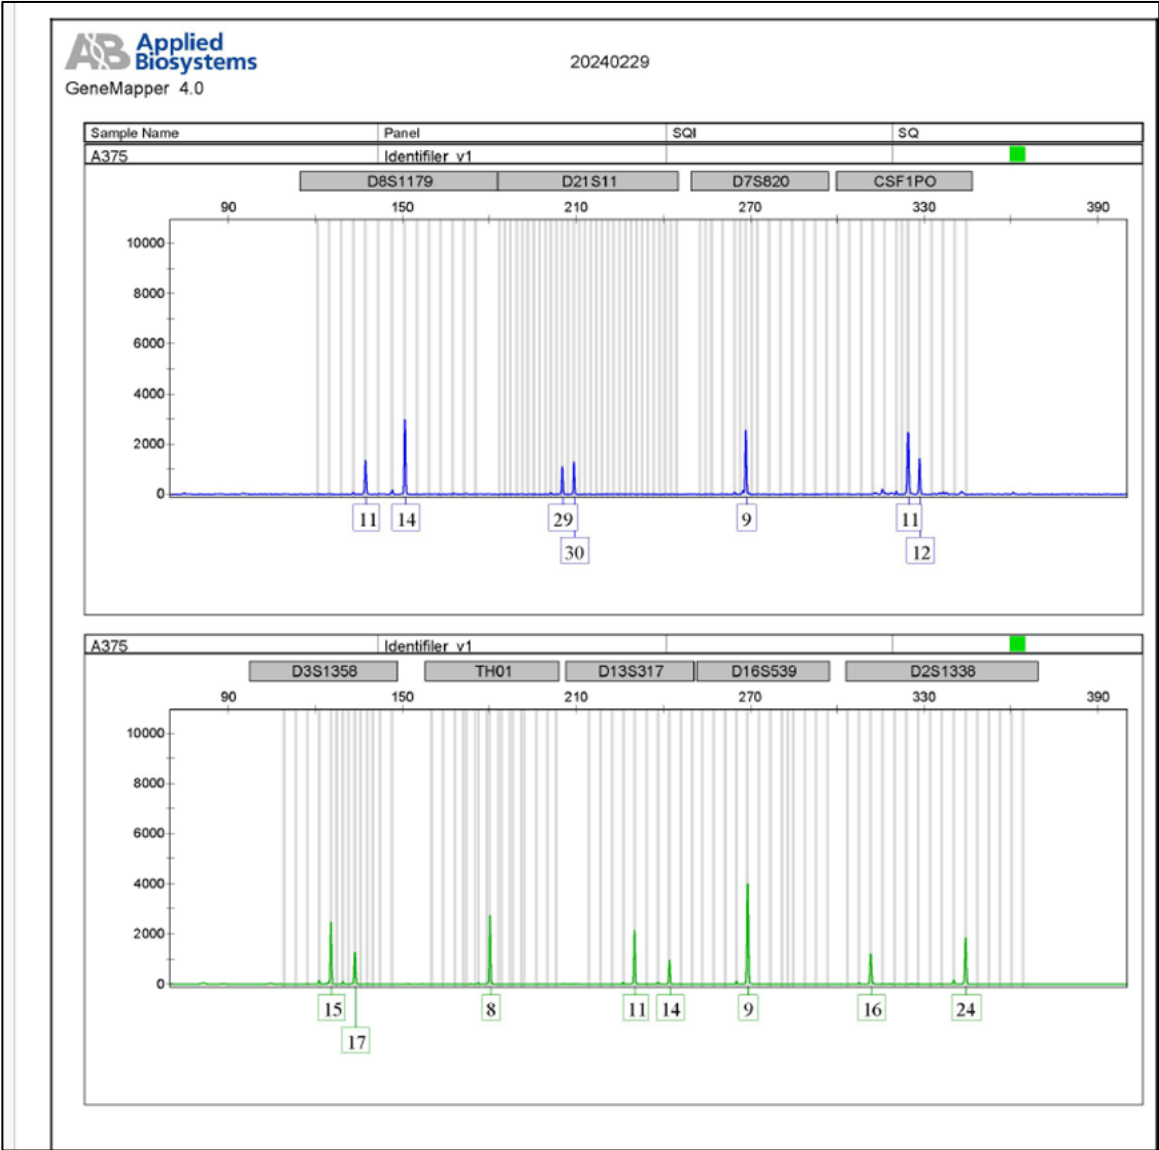 AB Applied
Biosystems
20240229
GeneMapper 4.0
Sample Name Panel SQI SQ
A375 Identifiler_v1
D8S1179 D21S11 D7S820 CSF1PO
90 150 210 270 330 390
10000
8000
6000
4000
2000
0
11 14 29 9 11
30 12
A375 Identifiler_v1
D3S1358 TH01 D13S317 D16S539 D2S1338
90 150 210 270 330 390
10000
8000
6000
4000
2000
0
15 8 11 14 9 16 24
17